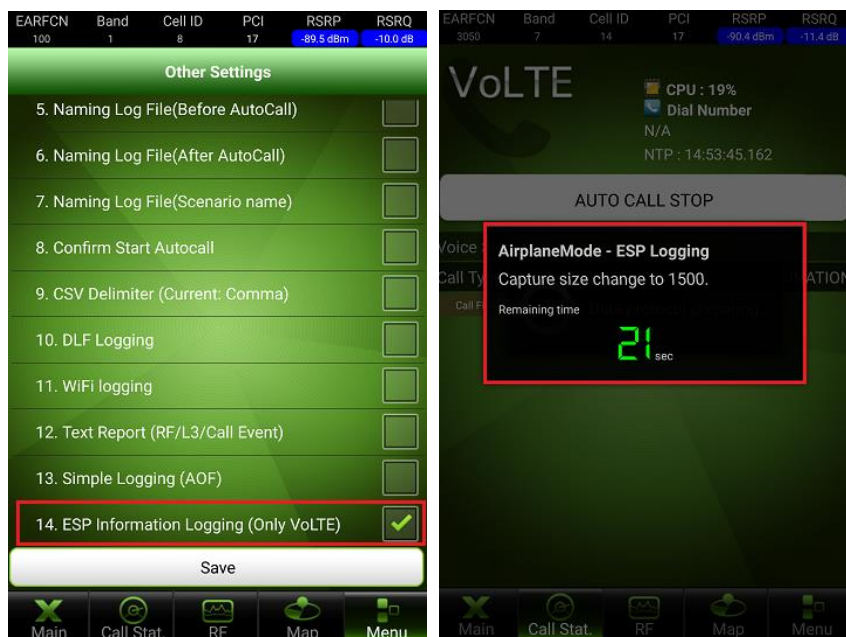 EARFCN Band Cell ID PCI RSRP RSRQ
100 1 8 17 -89.5 dBm -10.0 dB
Other Settings
5. Naming Log File(Before AutoCall)
6. Naming Log File(After AutoCall)
7. Naming Log File(Scenario name)
8. Confirm Start Autocall
9. CSV Delimiter (Current: Comma)
10. DLF Logging
11. WiFi logging
12. Text Report (RF/L3/Call Event)
13. Simple Logging (AOF)
14. ESP Information Logging (Only VoLTE)
Save
Main Call Stat. RF Map Menu
EARFCN Band Cell ID PCI RSRP RSRQ
3050 7 14 17 -90.4 dBm -11.4 dB
VoLTE
CPU : 19%
Dial Number
N/A
NTP : 14:53:45.162
AUTO CALL STOP
Voice
Call Ty ATION
Call F
AirplaneMode - ESP Logging
Capture size change to 1500.
Remaining time
21 sec
Main Call Stat. RF Map Menu